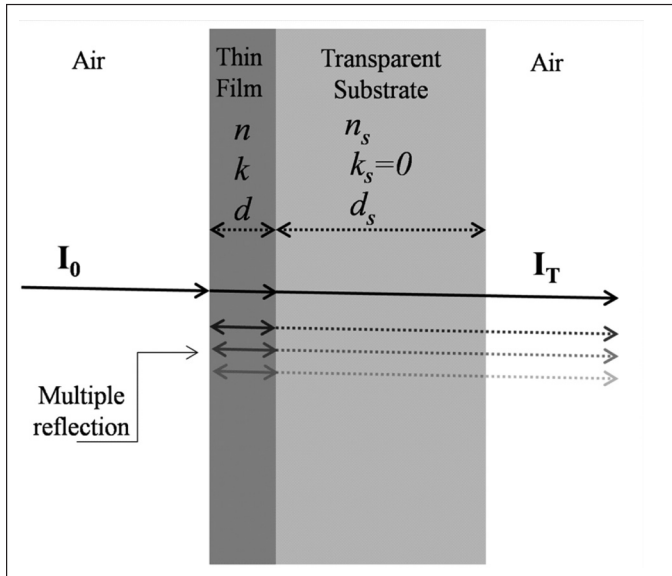 Air
Thin
Film
Transparent
Substrate
Air
n
k
d
n_s
k_s=0
d_s
I_0
I_T
Multiple
reflection